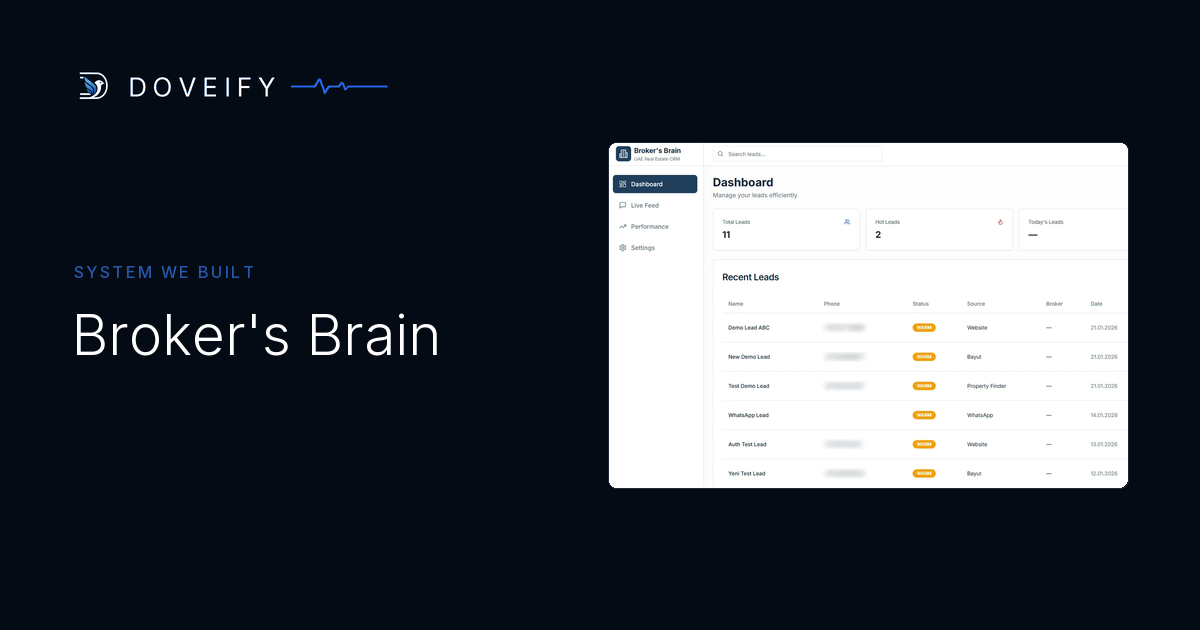 DOVEIFY
SYSTEM WE BUILT
Broker's Brain
Broker's Brain
UAE Real Estate CRM
Search leads...
Dashboard
Live Feed
Performance
Settings
Dashboard
Manage your leads efficiently
Total Leads
11
Hot Leads
2
Today's Leads
—
Recent Leads
Name Phone Status Source Broker Date
Demo Lead ABC WARM Website — 21.01.2026
New Demo Lead WARM Bayut — 21.01.2026
Test Demo Lead WARM Property Finder — 21.01.2026
WhatsApp Lead WARM WhatsApp — 14.01.2026
Auth Test Lead WARM Website — 13.01.2026
Yeni Test Lead WARM Bayut — 12.01.2026